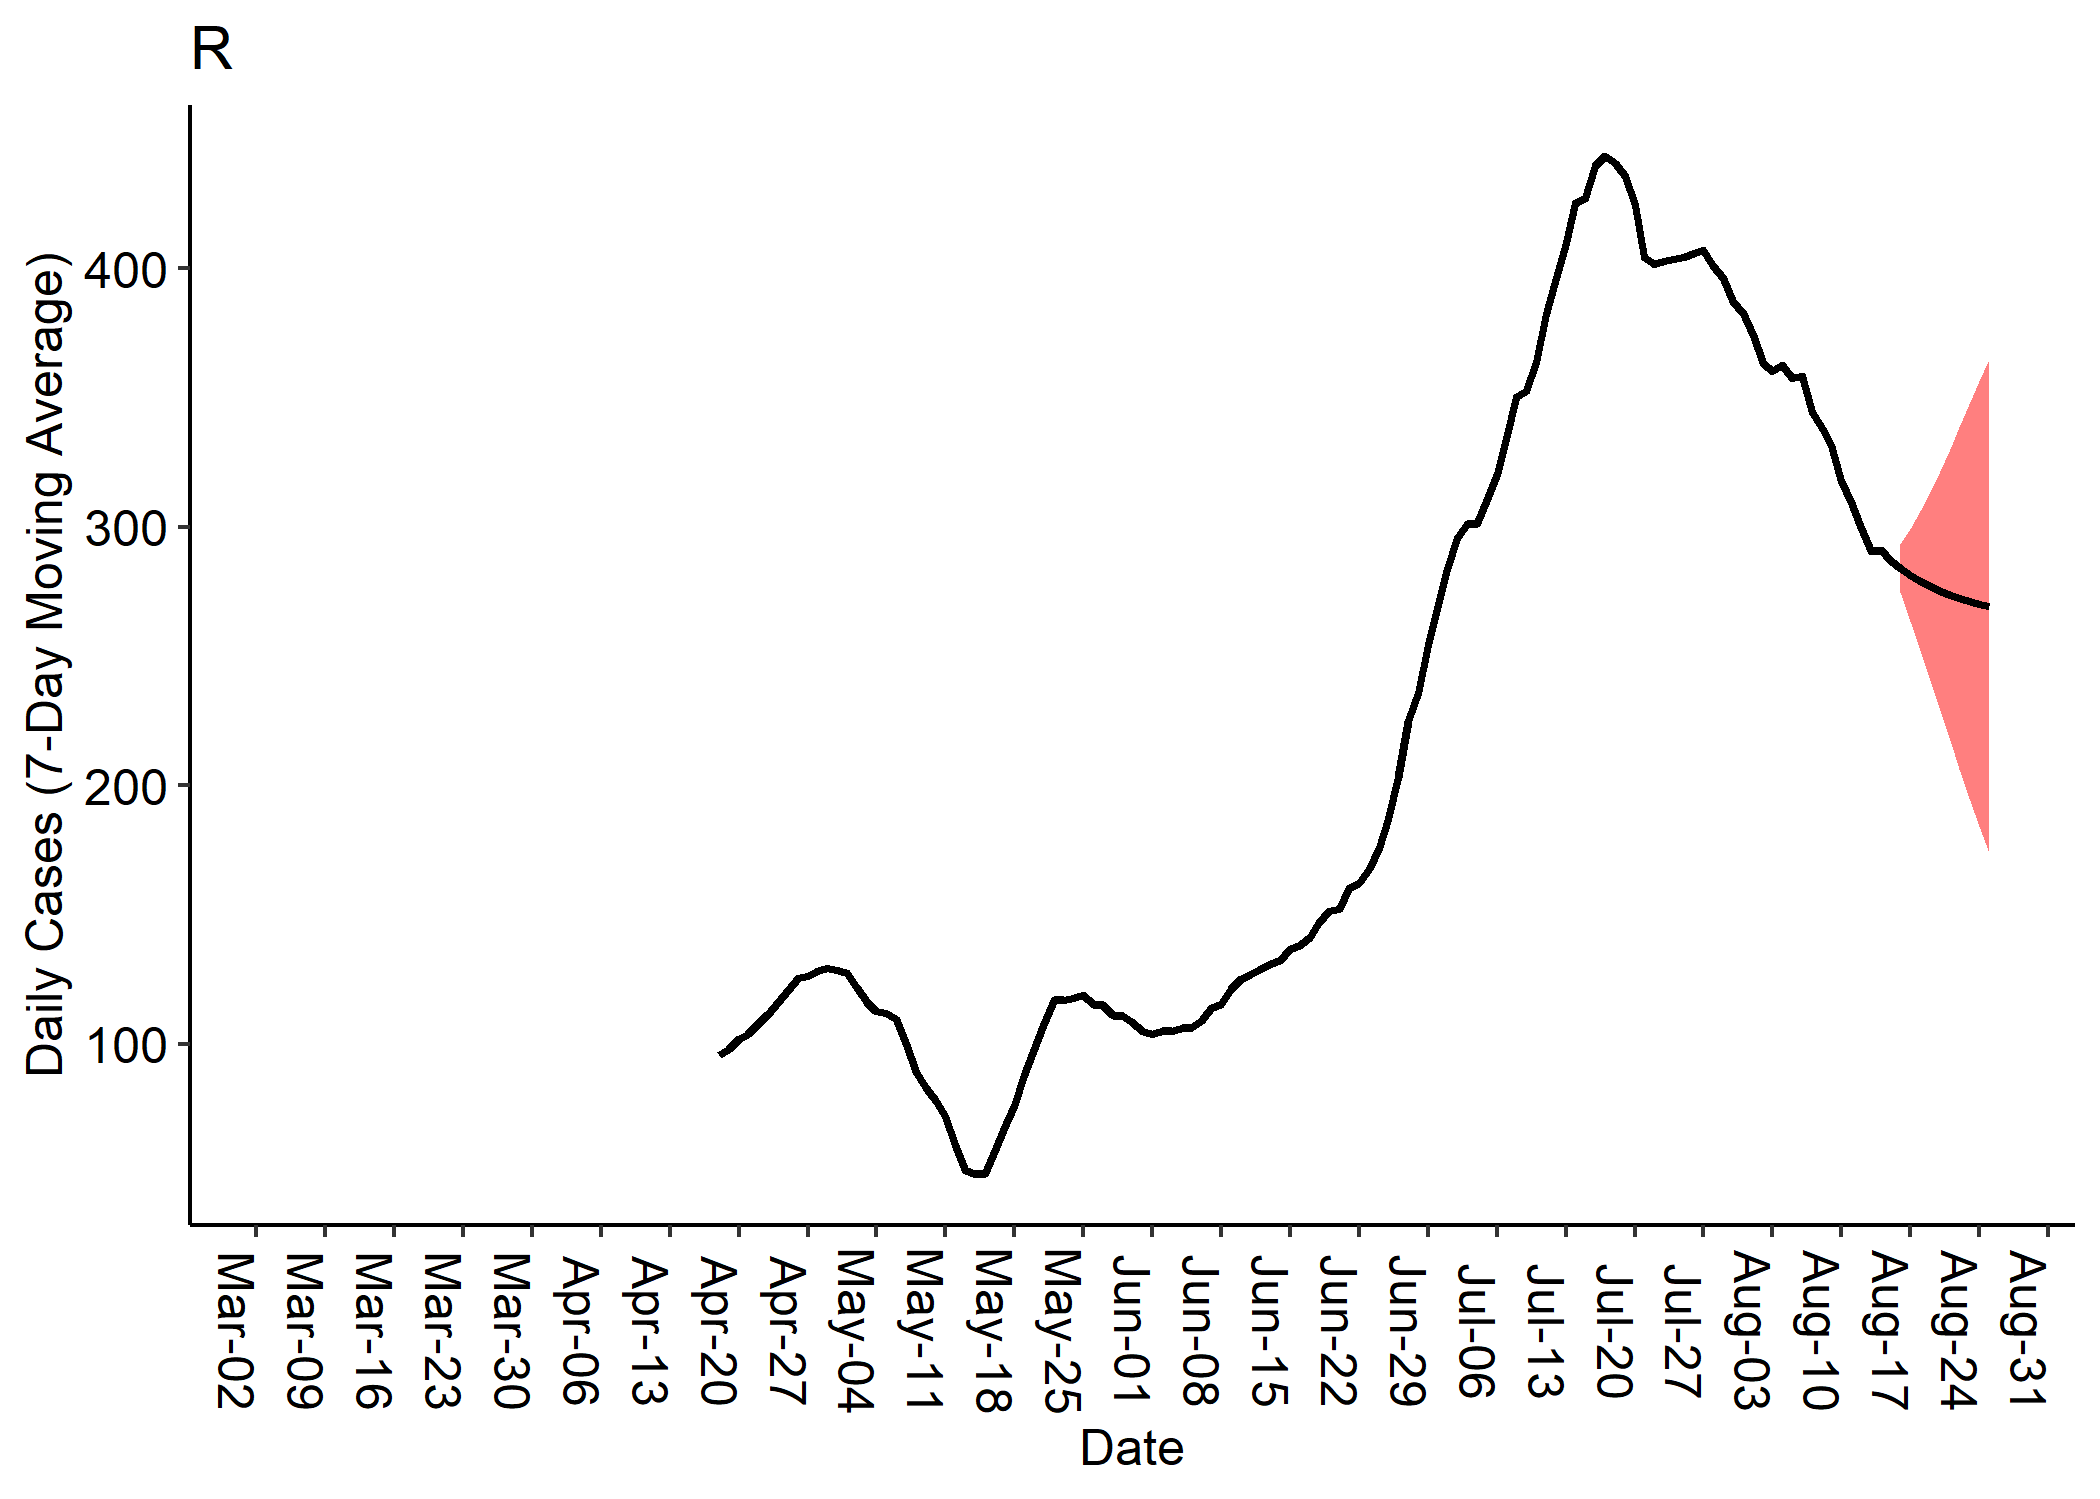 R
Daily Cases (7-Day Moving Average)
400
300
200
100
Mar-02
Mar-09
Mar-16
Mar-23
Mar-30
Apr-06
Apr-13
Apr-20
Apr-27
May-04
May-11
May-18
May-25
Jun-01
Jun-08
Jun-15
Jun-22
Jun-29
Jul-06
Jul-13
Jul-20
Jul-27
Aug-03
Aug-10
Aug-17
Aug-24
Aug-31
Date